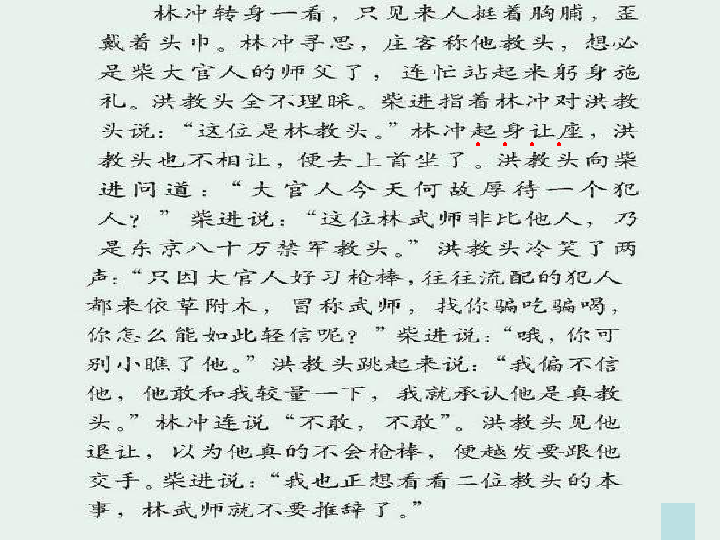 林冲转身一看，只见来人挺着胸脯，歪
戴着头巾。林冲寻思，庄客称他教头，想必
是柴大官人的师父了，连忙站起来躬身施
礼。洪教头全不理睬。柴进指着林冲对洪教
头说：“这位是林教头。”林冲起身让座，洪
教头也不相让，便去上首坐了。洪教头向柴
进问道：“大官人今天何故厚待一个犯
人？” 柴进说：“这位林武师非比他人，乃
是东京八十万禁军教头。” 洪教头冷笑了两
声：“只因大官人好习枪棒，往往流配的犯人
都来依草附木，冒称武师，找你骗吃骗喝，
你怎么能如此轻信呢？”柴进说：“哦，你可
别小瞧了他。”洪教头跳起来说：“我偏不信
他，他敢和我较量一下，我就承认他是真教
头。”林冲连说“不敢，不敢”。洪教头见他
退让，以为他真的不会枪棒，便越发要跟他
交手。柴进说：“我也正想看看二位教头的本
事，林武师就不要推辞了。”